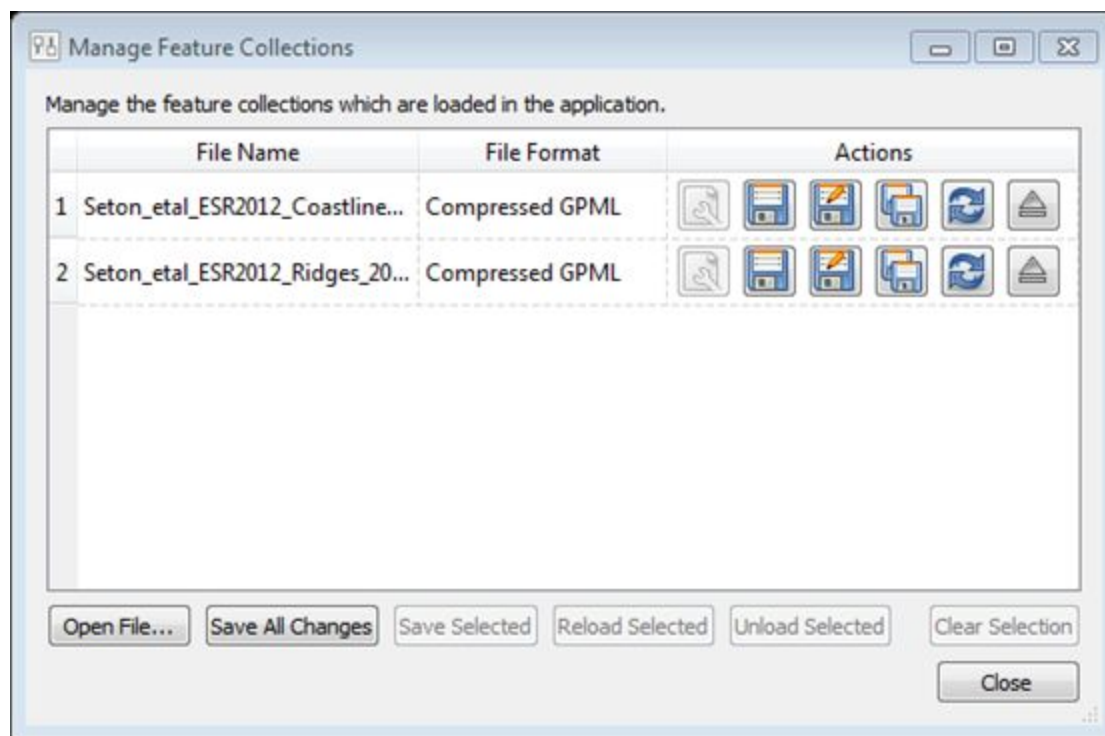 Manage Feature Collections
Manage the feature collections which are loaded in the application.
File Name File Format Actions
1 Seton_etal_ESR2012_Coastline... Compressed GPML
2 Seton_etal_ESR2012_Ridges_20... Compressed GPML
Open File... Save All Changes Save Selected Reload Selected Unload Selected Clear Selection
Close